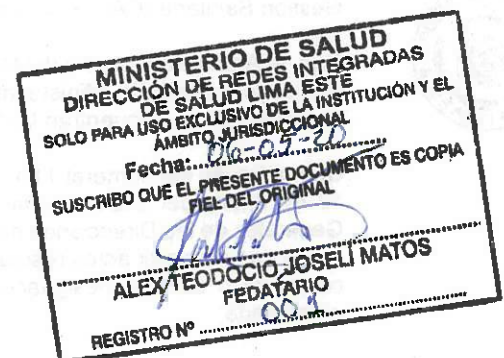 MINISTERIO DE SALUD
DIRECCIÓN DE REDES INTEGRADAS
DE SALUD LIMA ESTE
SOLO PARA USO EXCLUSIVO DE LA INSTITUCIÓN Y EL
ÁMBITO JURISDICCIONAL
Fecha: 06-05-20
SUSCRIBO QUE EL PRESENTE DOCUMENTO ES COPIA
FIEL DEL ORIGINAL
ALEX TEODOCIO JOSELÍ MATOS
FEDATARIO
REGISTRO Nº 007